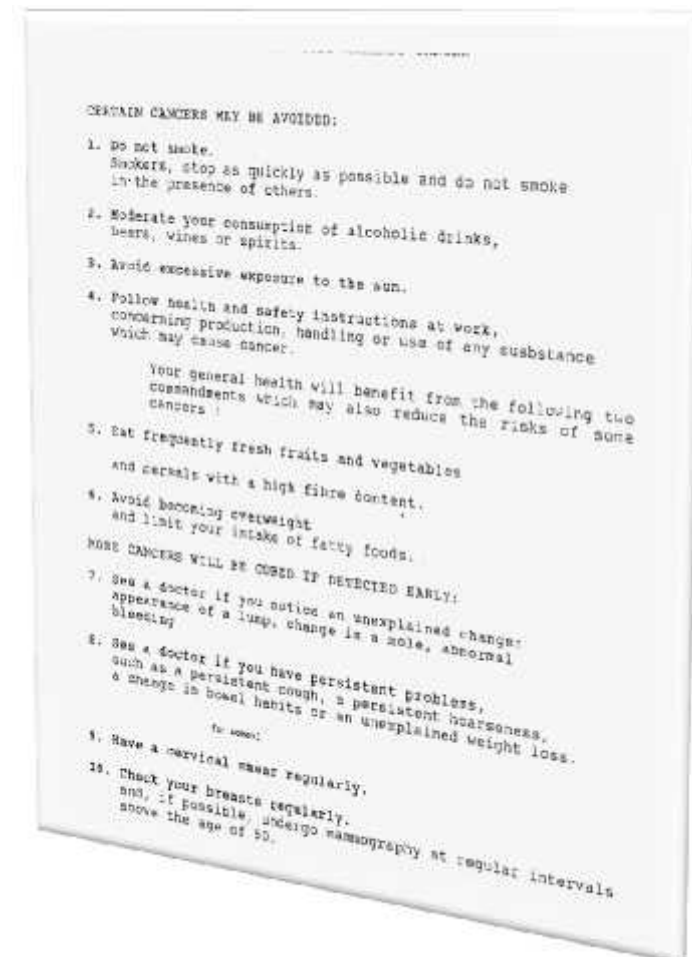 CERTAIN CANCERS MAY BE AVOIDED:
1. Do not smoke.
Smokers, stop as quickly as possible and do not smoke
in the presence of others.
2. Moderate your consumption of alcoholic drinks,
beers, wines or spirits.
3. Avoid excessive exposure to the sun.
4. Follow health and safety instructions at work,
concerning production, handling or use of any susbstance
which may cause cancer.
Your general health will benefit from the following two
commandments which may also reduce the risks of some
cancers :
5. Eat frequently fresh fruits and vegetables
and cereals with a high fibre content.
6. Avoid becoming overweight
and limit your intake of fatty foods.
MORE CANCERS WILL BE CURED IF DETECTED EARLY:
7. See a doctor if you notice an unexplained change:
appearance of a lump, change in a mole, abnormal
bleeding
8. See a doctor if you have persistent problems,
such as a persistent cough, a persistent hoarseness,
a change in bowel habits or an unexplained weight loss.
for women:
9. Have a cervical smear regularly.
10. Check your breasts regularly,
and, if possible, undergo mammography at regular intervals
above the age of 50.